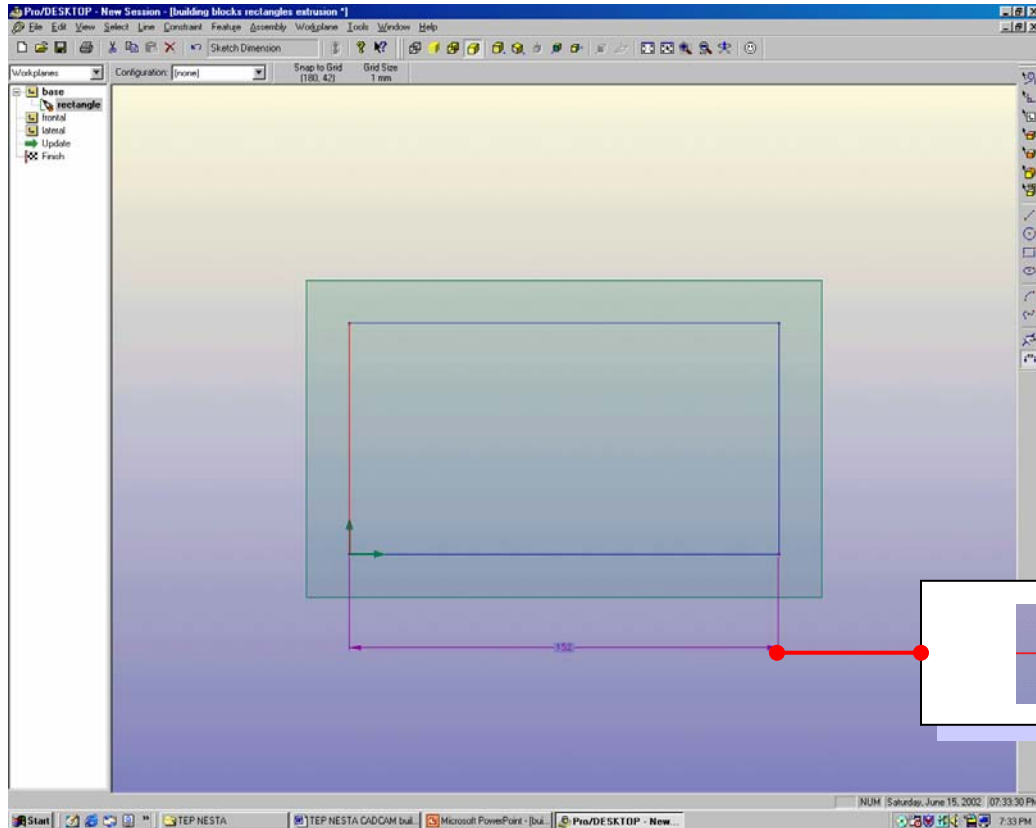 Pro/DESKTOP - New Session - [building blocks rectangles extrusion *]
File Edit View Select Line Constraint Feature Assembly Workplane Tools Window Help
Sketch Dimension
Workplanes Configuration: (none) Snap to Grid Grid Size
(180, 42) 1 mm
base
rectangle
frontal
lateral
Update
Finish
152
NUM Saturday, June 15, 2002 07:33:30 PM
Start TEP NESTA TEP NESTA CADCAM buil... Microsoft PowerPoint - [bui... Pro/DESKTOP - New... 7:33 PM